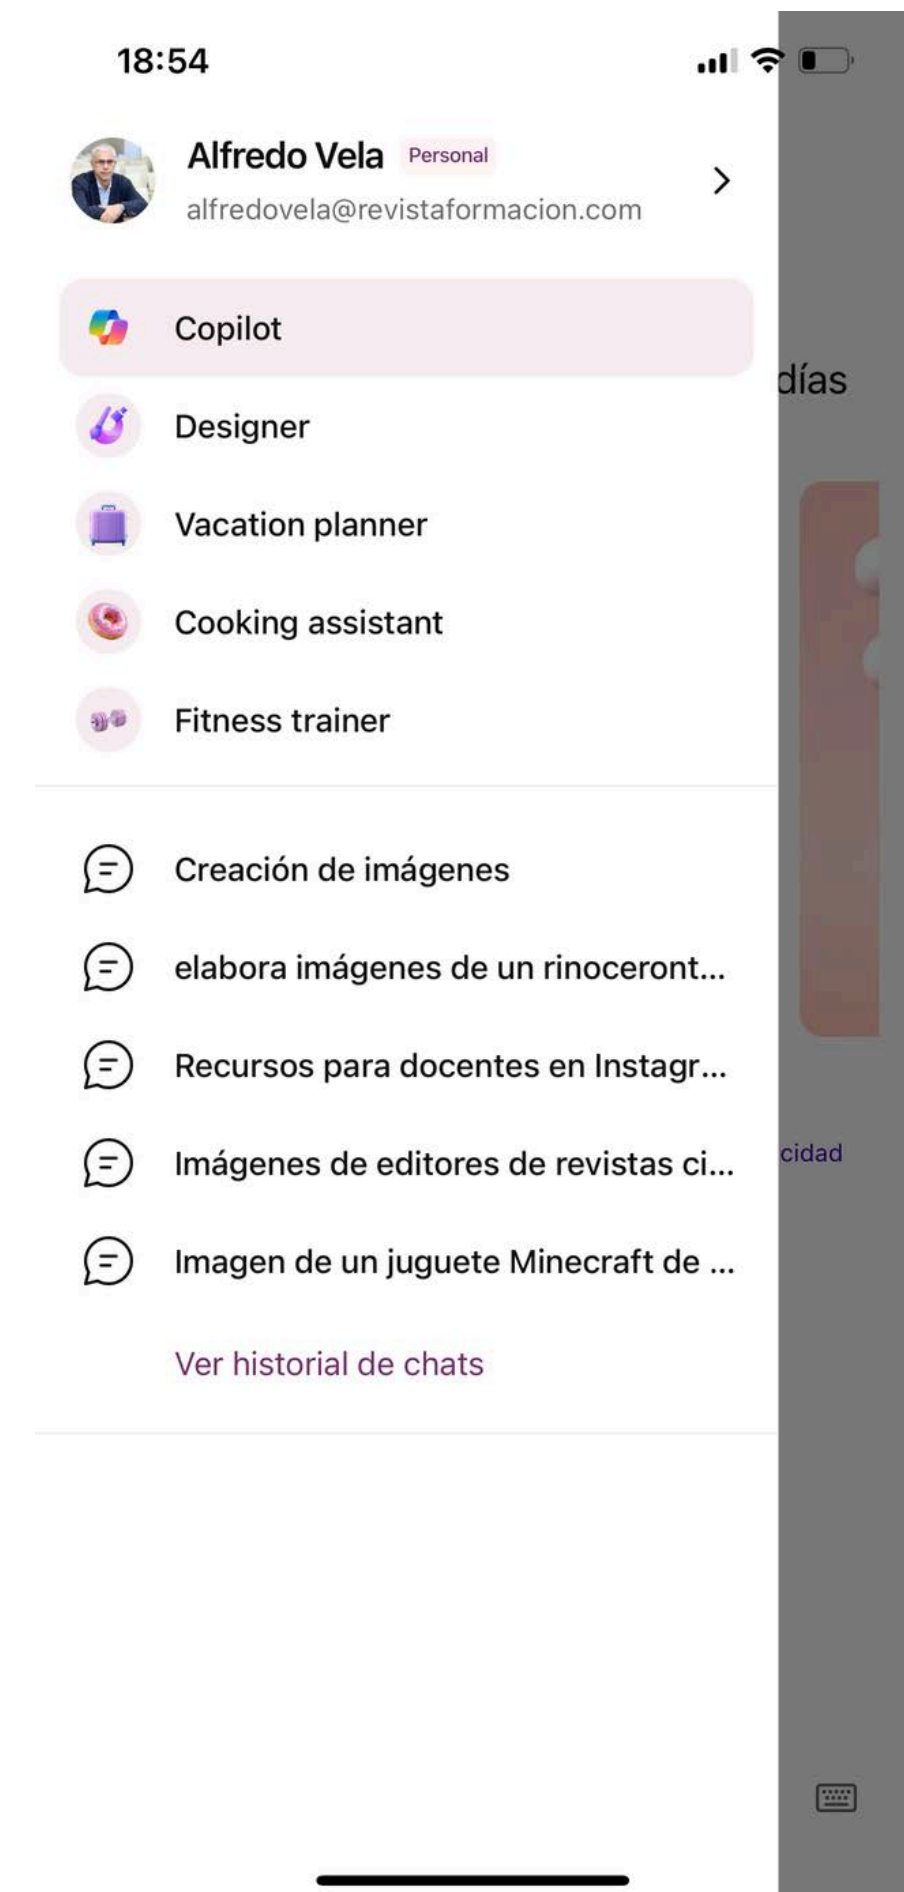 18:54
Alfredo Vela Personal
alfredovela@revistaformacion.com
Copilot
días
Designer
Vacation planner
Cooking assistant
Fitness trainer
Creación de imágenes
elabora imágenes de un rinoceront...
Recursos para docentes en Instagr...
Imágenes de editores de revistas ci...
cidad
Imagen de un juguete Minecraft de ...
Ver historial de chats